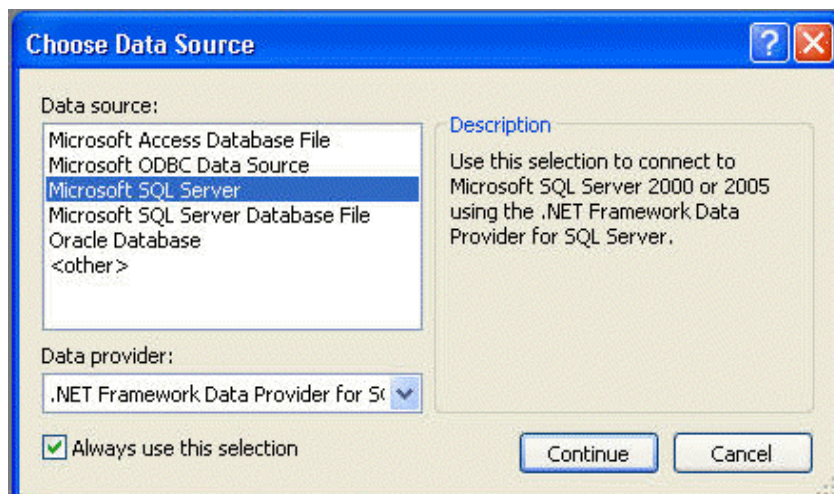 Choose Data Source
?
Data source:
Microsoft Access Database File
Microsoft ODBC Data Source
Microsoft SQL Server
Microsoft SQL Server Database File
Oracle Database
<other>
Description
Use this selection to connect to
Microsoft SQL Server 2000 or 2005
using the .NET Framework Data
Provider for SQL Server.
Data provider:
.NET Framework Data Provider for S
Always use this selection
Continue
Cancel